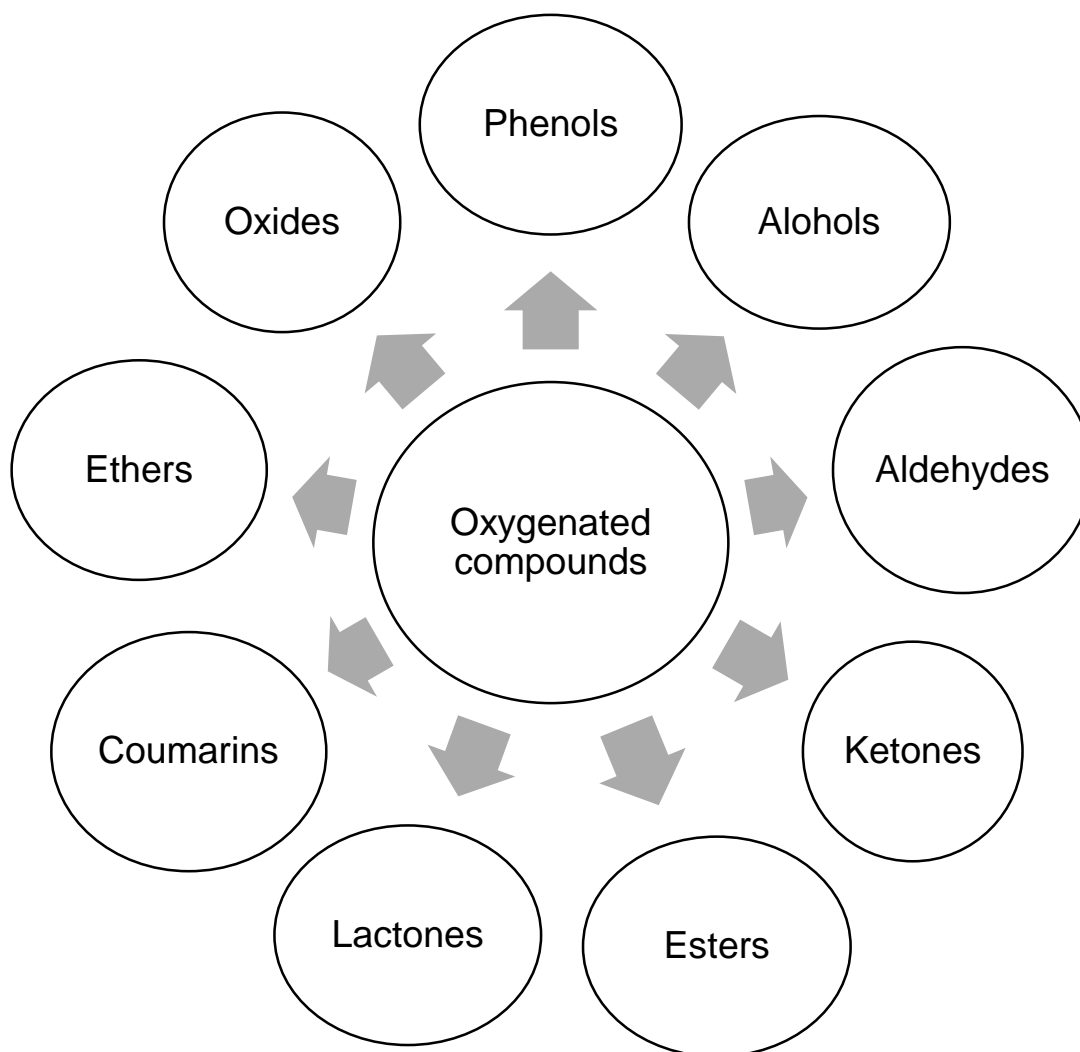 Phenols
Alohols
Aldehydes
Ketones
Esters
Lactones
Coumarins
Ethers
Oxides
Oxygenated
compounds